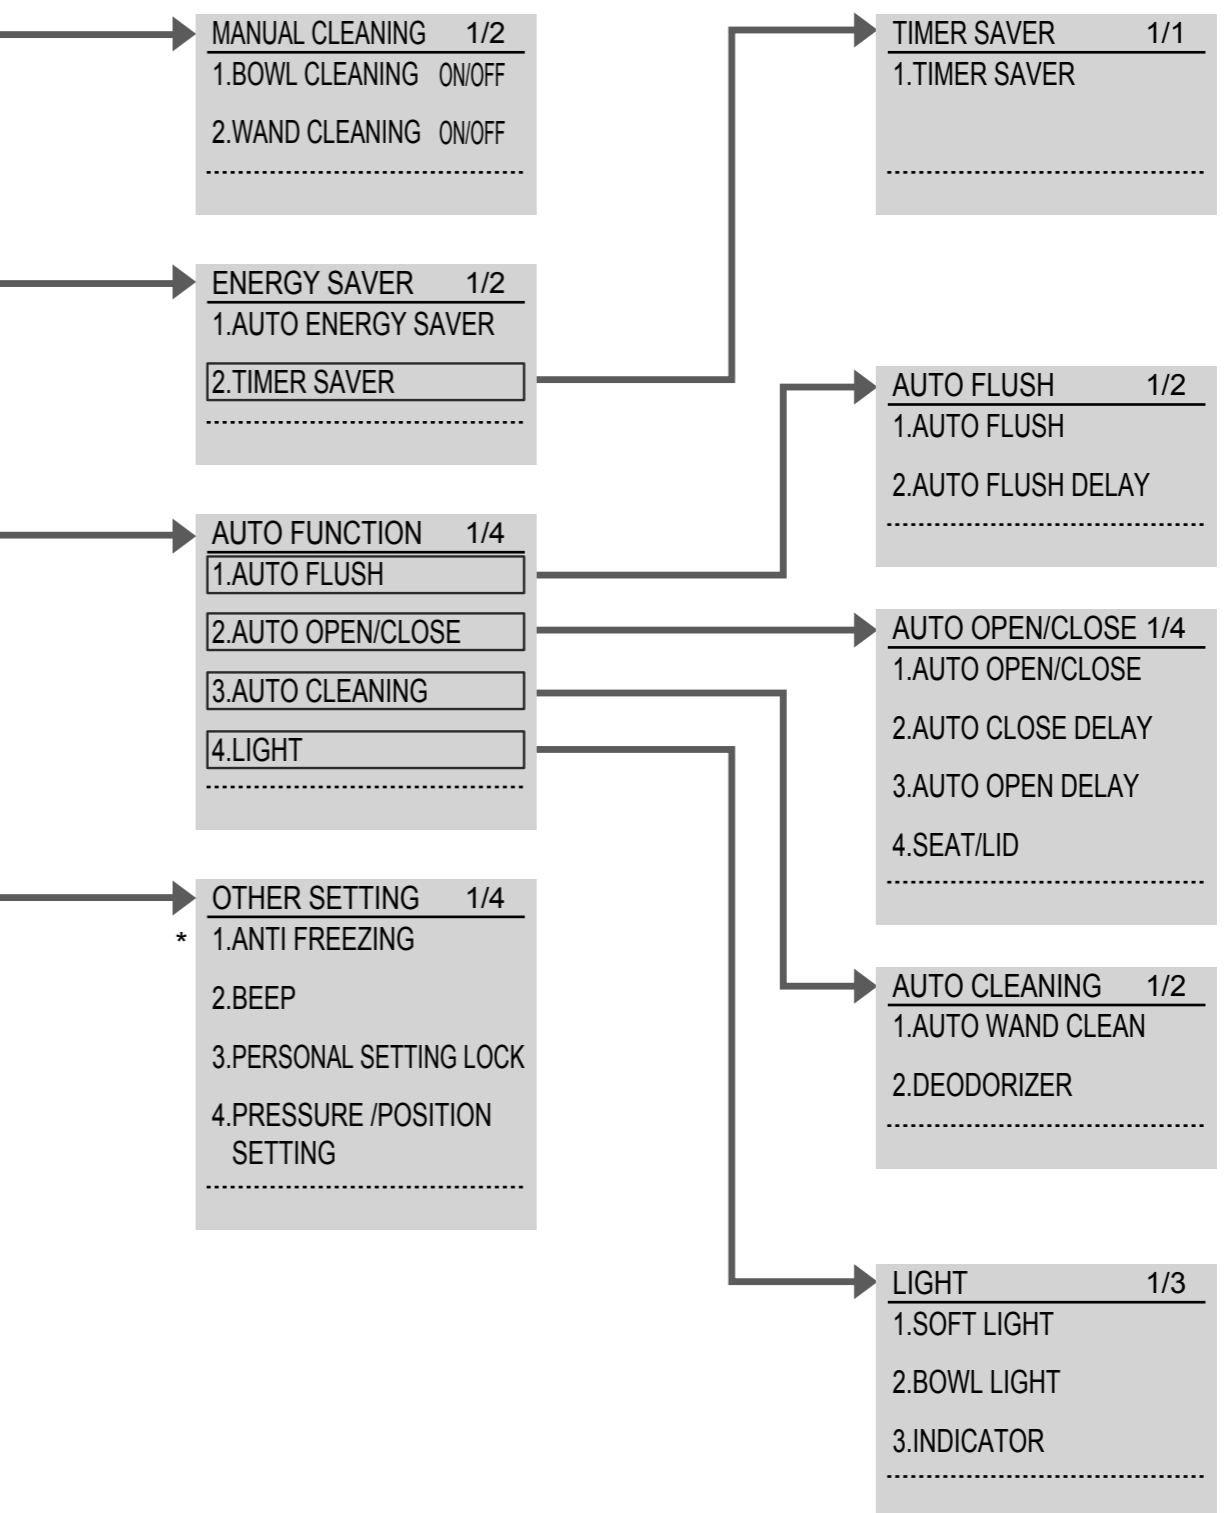 MANUAL CLEANING 1/2
1.BOWL CLEANING ON/OFF
2.WAND CLEANING ON/OFF
ENERGY SAVER 1/2
1.AUTO ENERGY SAVER
2.TIMER SAVER
AUTO FUNCTION 1/4
1.AUTO FLUSH
2.AUTO OPEN/CLOSE
3.AUTO CLEANING
4.LIGHT
OTHER SETTING 1/4
* 1.ANTI FREEZING
2.BEEP
3.PERSONAL SETTING LOCK
4.PRESSURE /POSITION
SETTING
TIMER SAVER 1/1
1.TIMER SAVER
AUTO FLUSH 1/2
1.AUTO FLUSH
2.AUTO FLUSH DELAY
AUTO OPEN/CLOSE 1/4
1.AUTO OPEN/CLOSE
2.AUTO CLOSE DELAY
3.AUTO OPEN DELAY
4.SEAT/LID
AUTO CLEANING 1/2
1.AUTO WAND CLEAN
2.DEODORIZER
LIGHT 1/3
1.SOFT LIGHT
2.BOWL LIGHT
3.INDICATOR